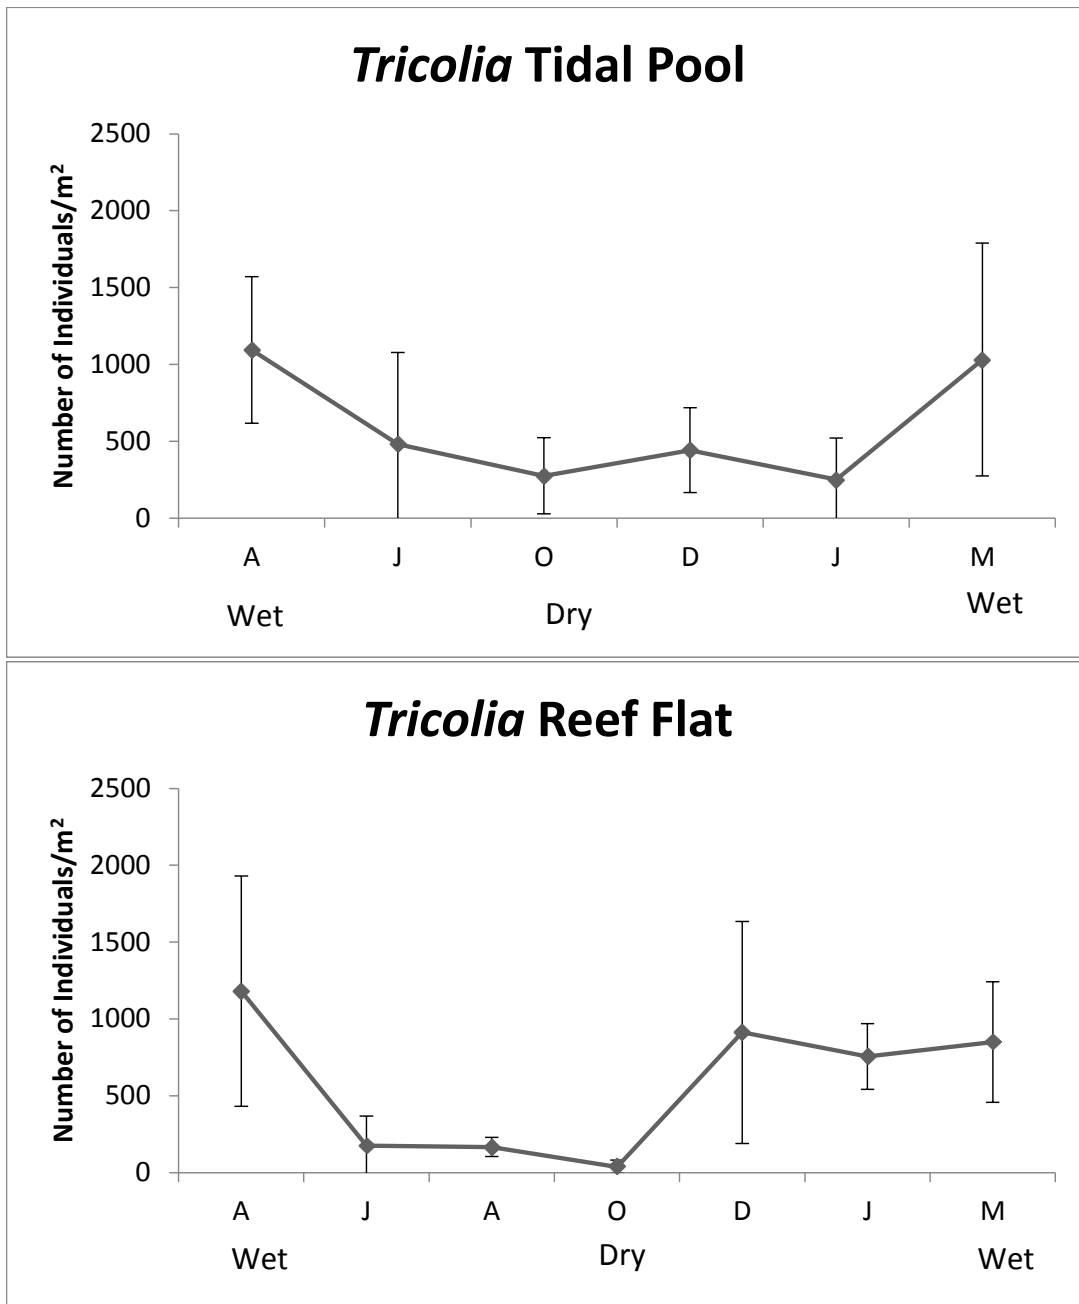 Tricolia Tidal Pool
Number of Individuals/m²
2500
2000
1500
1000
500
0
A J O D J M
Wet Dry Wet
Tricolia Reef Flat
Number of Individuals/m²
2500
2000
1500
1000
500
0
A J A O D J M
Wet Dry Wet